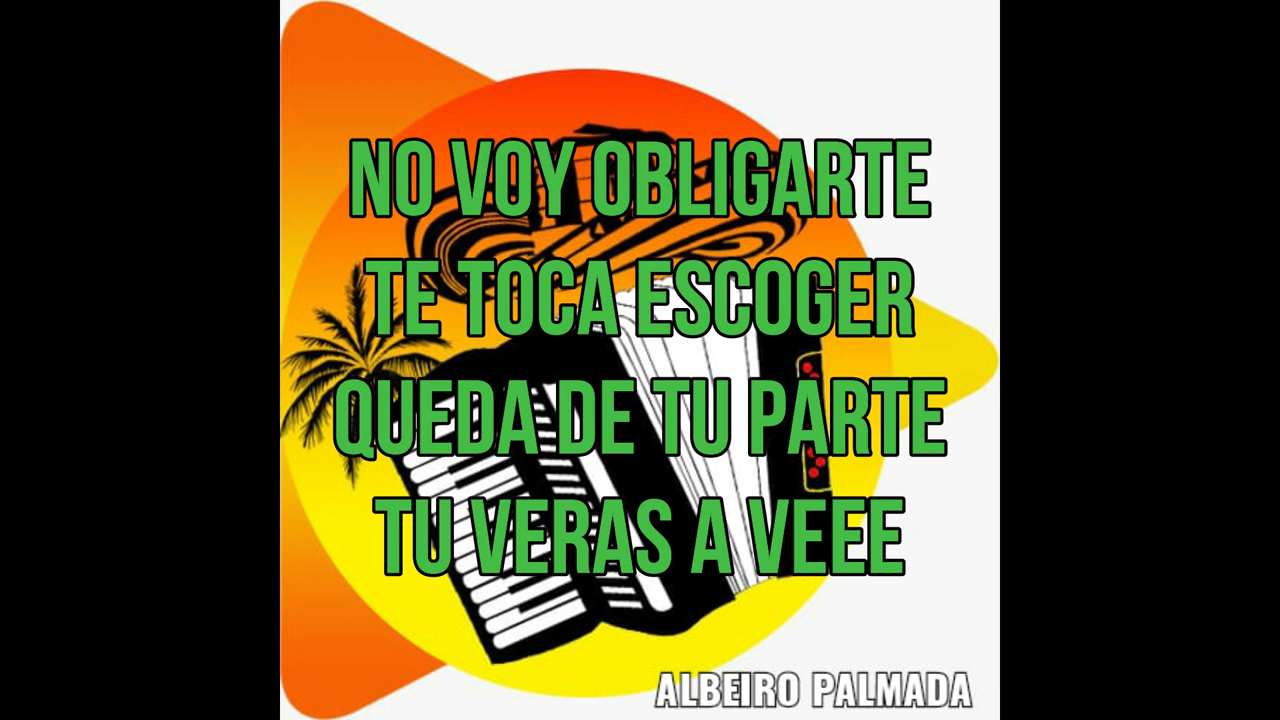 NO VOY OBLIGARTE
TE TOCA ESCOGER
QUEDA DE TU PARTE
TU VERAS A VEEE
ALBEIRO PALMADA